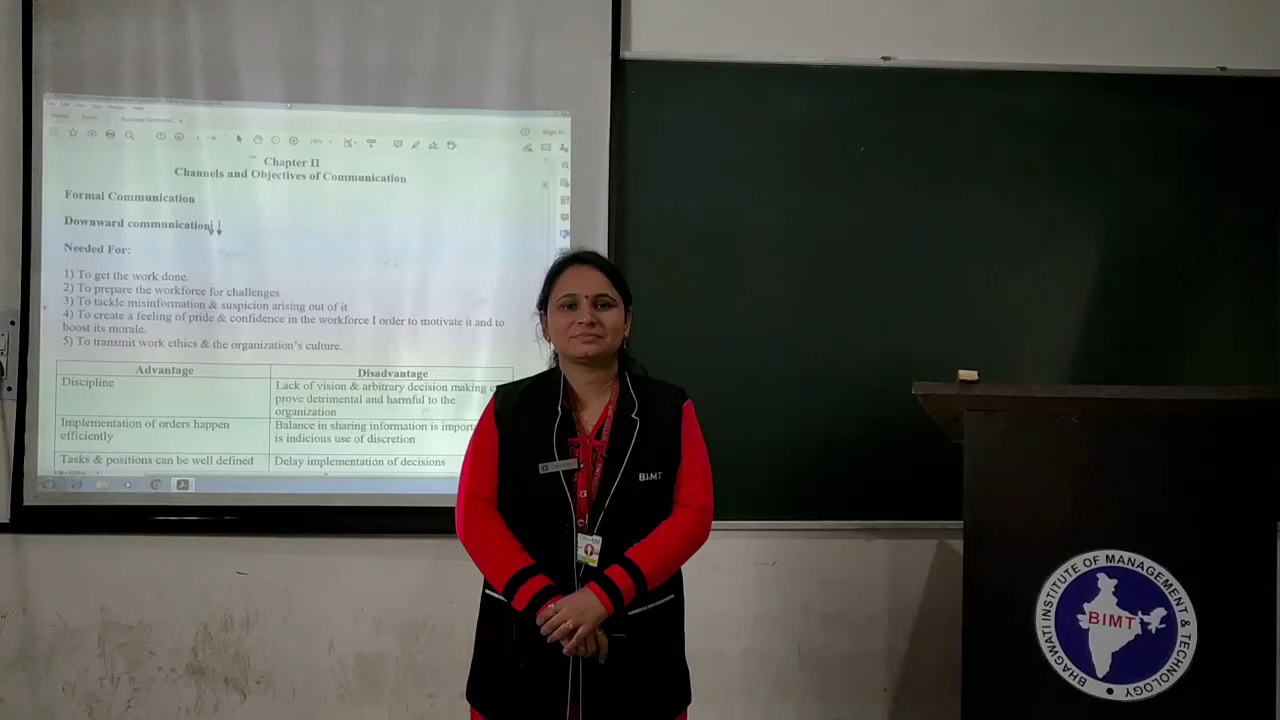 Chapter II
Channels and Objectives of Communication
Formal Communication
Downward communication↓↓
Needed For:
1) To get the work done.
2) To prepare the workforce for challenges
3) To tackle misinformation & suspicion arising out of it
4) To create a feeling of pride & confidence in the workforce I order to motivate it and to
boost its morale.
5) To transmit work ethics & the organization's culture.
Advantage Disadvantage
Discipline
Lack of vision & arbitrary decision making
prove detrimental and harmful to the
organization
Implementation of orders happen
efficiently
Balance in sharing information is
is indicious use of discretion
Tasks & positions can be well defined
Delay implementation of decisions
Sign In
BIMT
BHAGWATI INSTITUTE OF MANAGEMENT & TECHNOLOGY
BIMT